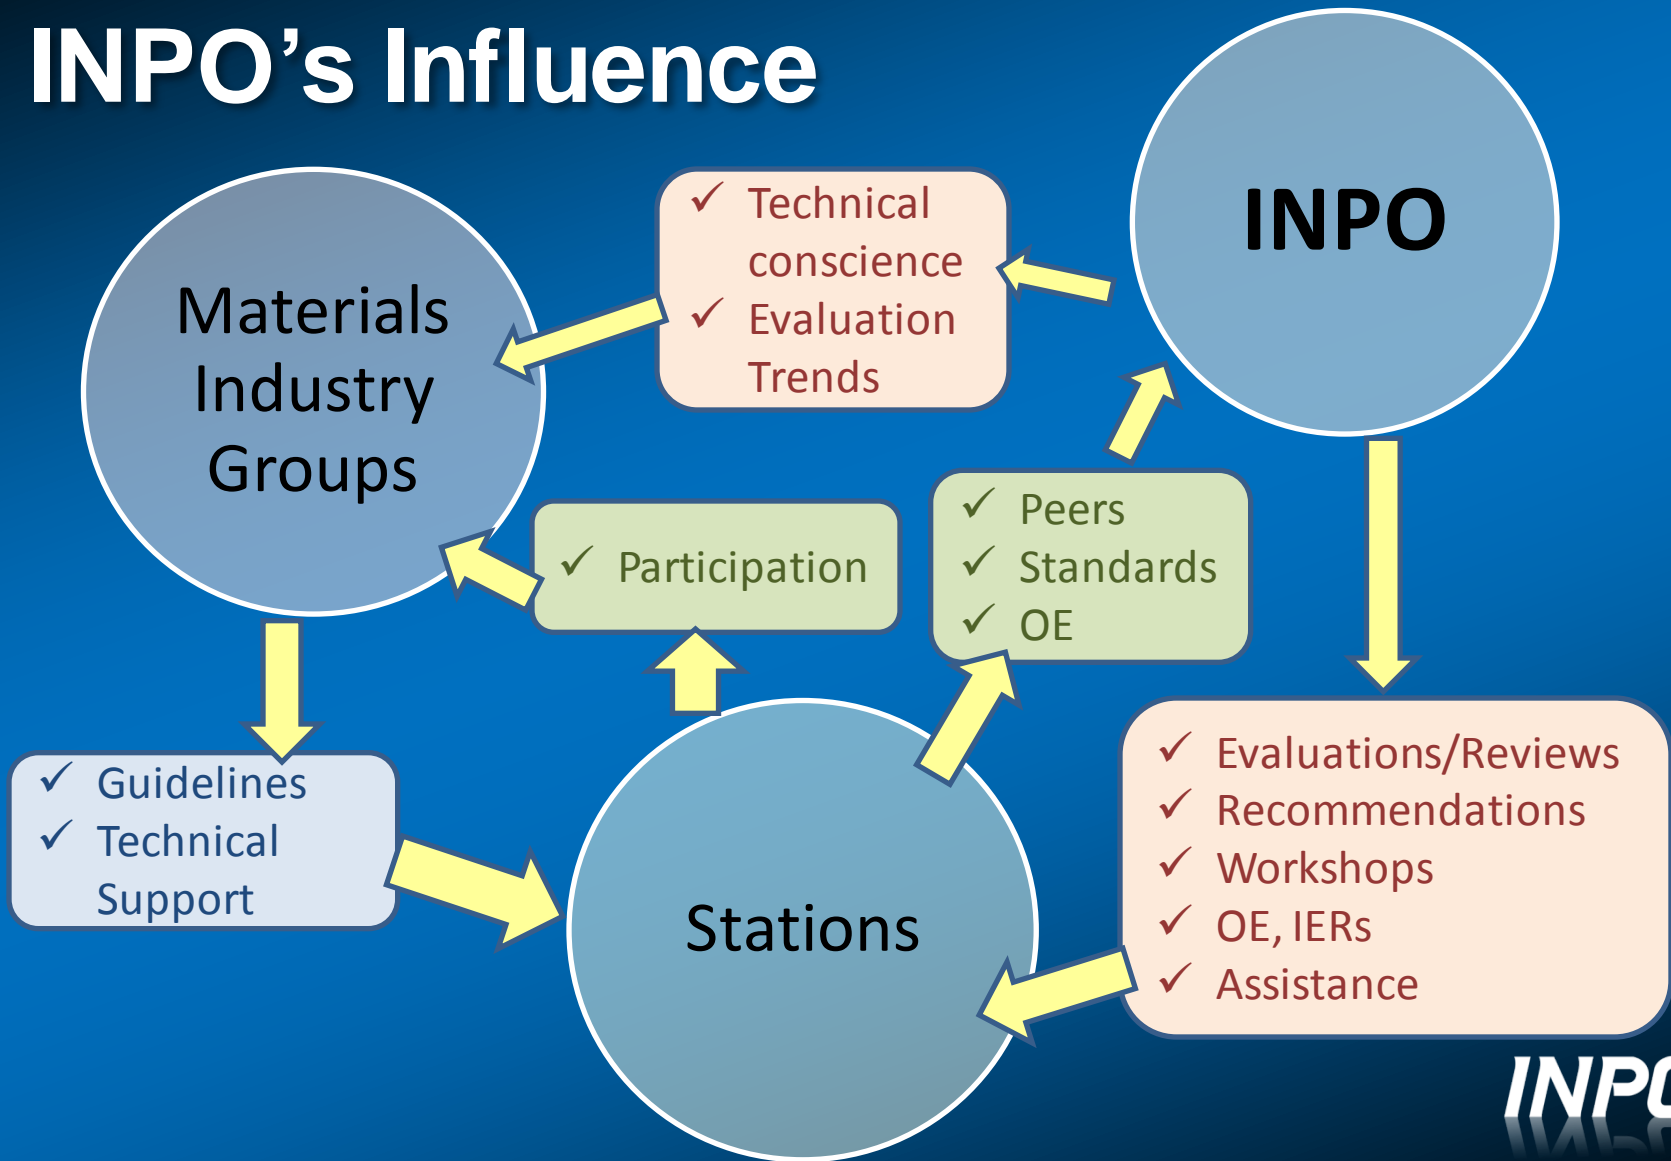 INPO's Influence
INPO
✓ Technical
conscience
✓ Evaluation
Trends
Materials
Industry
Groups
✓ Participation
✓ Peers
✓ Standards
✓ OE
✓ Guidelines
✓ Technical
Support
Stations
✓ Evaluations/Reviews
✓ Recommendations
✓ Workshops
✓ OE, IERs
✓ Assistance
INPO